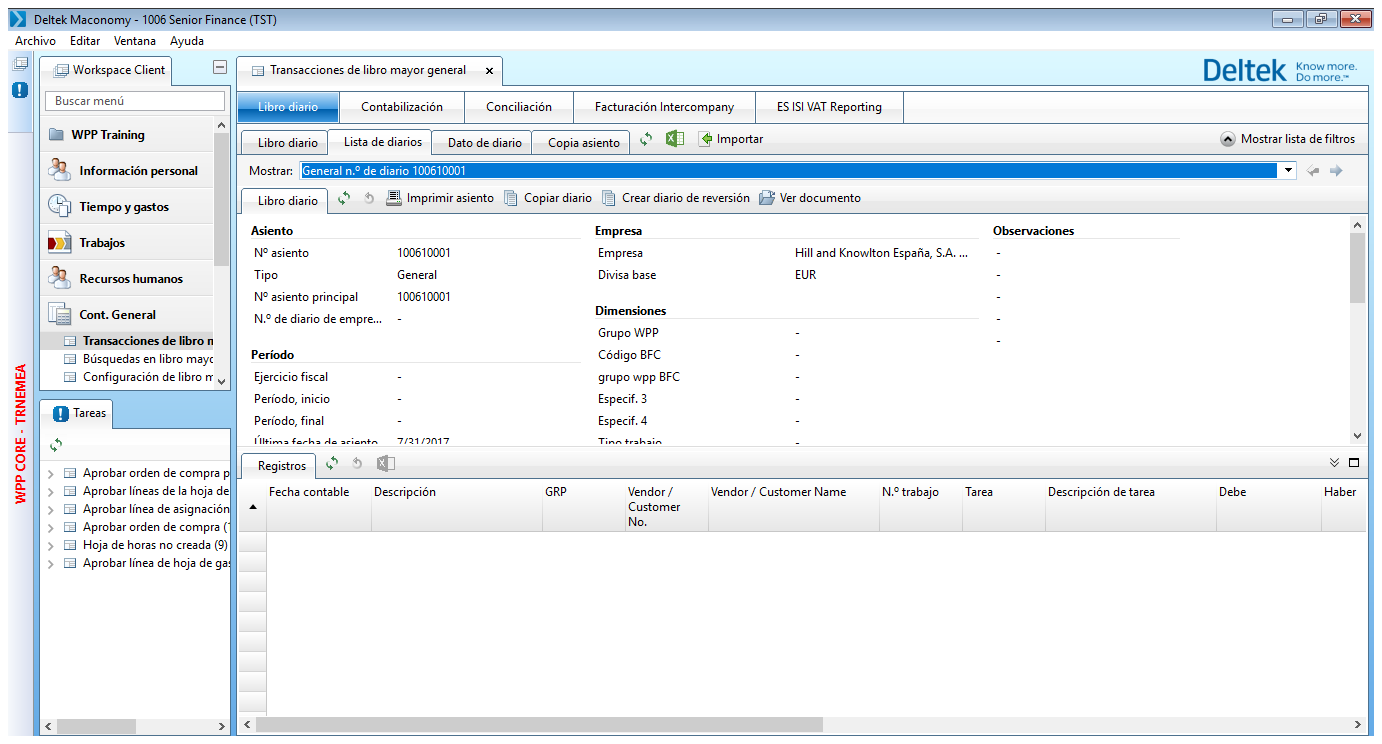 Deltek Maconomy - 1006 Senior Finance (TST)
Archivo Editar Ventana Ayuda
Workspace Client
Buscar menú
WPP Training
Información personal
Tiempo y gastos
Trabajos
Recursos humanos
Cont. General
Transacciones de libro n
Búsquedas en libro mayo
Configuración de libro m
WPP CORE - TRNEMEA
Tareas
Aprobar orden de compra p
Aprobar líneas de la hoja de
Aprobar línea de asignación
Aprobar orden de compra (1
Hoja de horas no creada (9)
Aprobar línea de hoja de gas
Transacciones de libro mayor general
Deltek Know more. Do more.™
Libro diario Contabilización Conciliación Facturación Intercompany ES ISI VAT Reporting
Libro diario Lista de diarios Dato de diario Copia asiento Importar Mostrar lista de filtros
Mostrar: General n.º de diario 100610001
Libro diario Imprimir asiento Copiar diario Crear diario de reversión Ver documento
Asiento Empresa Observaciones
Nº asiento 100610001 Empresa Hill and Knowlton España, S.A. ... -
Tipo General Divisa base EUR -
Nº asiento principal 100610001 -
Dimensiones
N.º de diario de empre... - -
Grupo WPP - -
Período Código BFC -
Ejercicio fiscal - grupo wpp BFC -
Período, inicio - Especif. 3 -
Período, final - Especif. 4 -
Última fecha de asiento 7/31/2017 Tipo trabajo -
Registros
Fecha contable Descripción GRP Vendor / Customer No. Vendor / Customer Name N.º trabajo Tarea Descripción de tarea Debe Haber